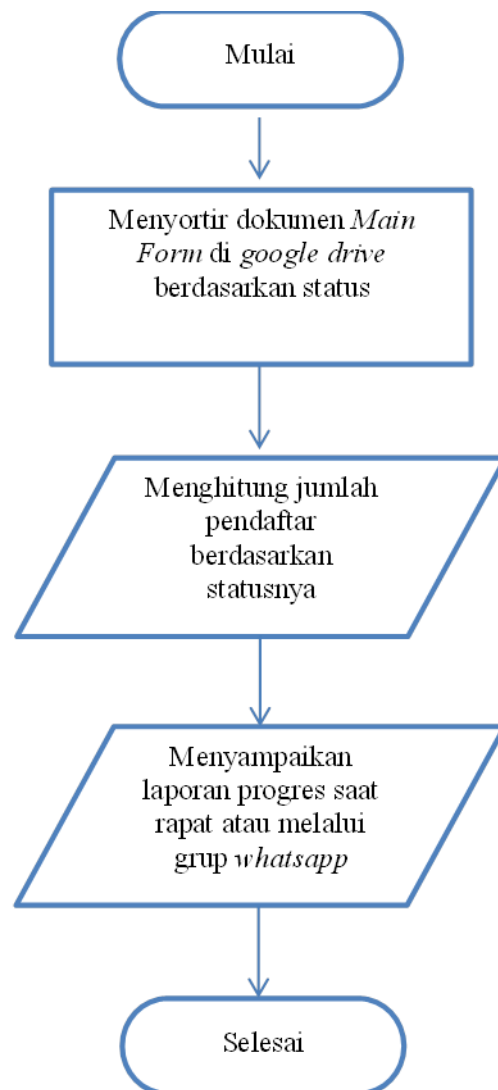 Mulai
Menyortir dokumen Main
Form di google drive
berdasarkan status
Menghitung jumlah
pendaftar
berdasarkan
statusnya
Menyampaikan
laporan progres saat
rapat atau melalui
grup whatsapp
Selesai